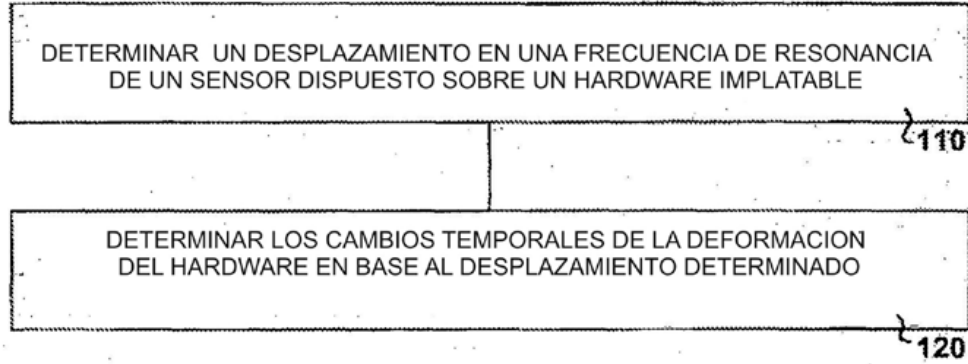 DETERMINAR UN DESPLAZAMIENTO EN UNA FRECUENCIA DE RESONANCIA
DE UN SENSOR DISPUESTO SOBRE UN HARDWARE IMPLATABLE
110
DETERMINAR LOS CAMBIOS TEMPORALES DE LA DEFORMACION
DEL HARDWARE EN BASE AL DESPLAZAMIENTO DETERMINADO
120